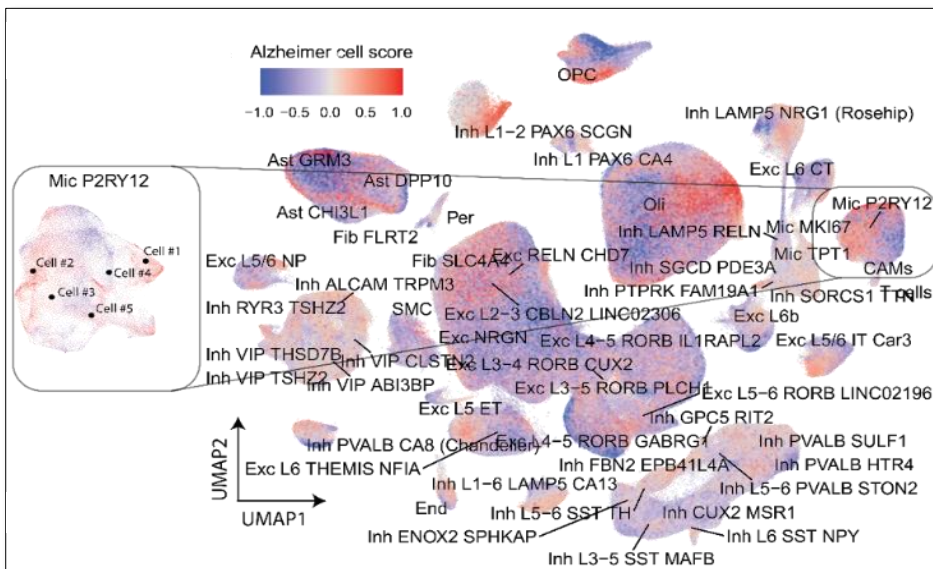 Alzheimer cell score
-1.0 -0.5 0.0 0.5 1.0
OPC
Inh L1-2 PAX6 SCGN
Inh LAMP5 NRG1 (Rosehip)
Inh L1 PAX6 CA4
Ast GRM3
Exc L6 CT
Mic P2RY12
Ast DPP10
Mic P2RY12
Oli
Ast CHI3L1
Per
Mic MKI67
Fib FLRT2
Inh LAMP5 RELN
Cell #1
Cell #2
Cell #4
Cell #3
Cell #5
Exc L5/6 NP
Fib SLC4A4
Exc RELN CHD7
Mic TPT1
Inh SGCD PDE3A
CAMs
Inh ALCAM TRPM3
Inh PTPRK FAM19A1
T cells
Inh SORCS1 TTN
Inh RYR3 TSHZ2
SMC
Exc L2-3 CBLN2 LINC02306
Exc L6b
Exc NRGN
Exc L4-5 RORB IL1RAPL2
Exc L5/6 IT Car3
Inh VIP THSD7B
Inh VIP CLSTN2
Exc L3-4 RORB CUX2
Inh VIP TSHZ2
Inh VIP ABI3BP
Exc L3-5 RORB PLCH1
Exc L5-6 RORB LINC02196
Exc L5 ET
Inh GPC5 RIT2
Inh PVALB CA8 (Chandelier)
Exc L4-5 RORB GABRG1
Inh PVALB SULF1
Exc L6 THEMIS NFIA
Inh FBN2 EPB41L4A
Inh PVALB HTR4
Inh L1-6 LAMP5 CA13
Inh L5-6 PVALB STON2
UMAP2
UMAP1
End
Inh L5-6 SST TH
Inh CUX2 MSR1
Inh ENOX2 SPHKAP
Inh L6 SST NPY
Inh L3-5 SST MAFB